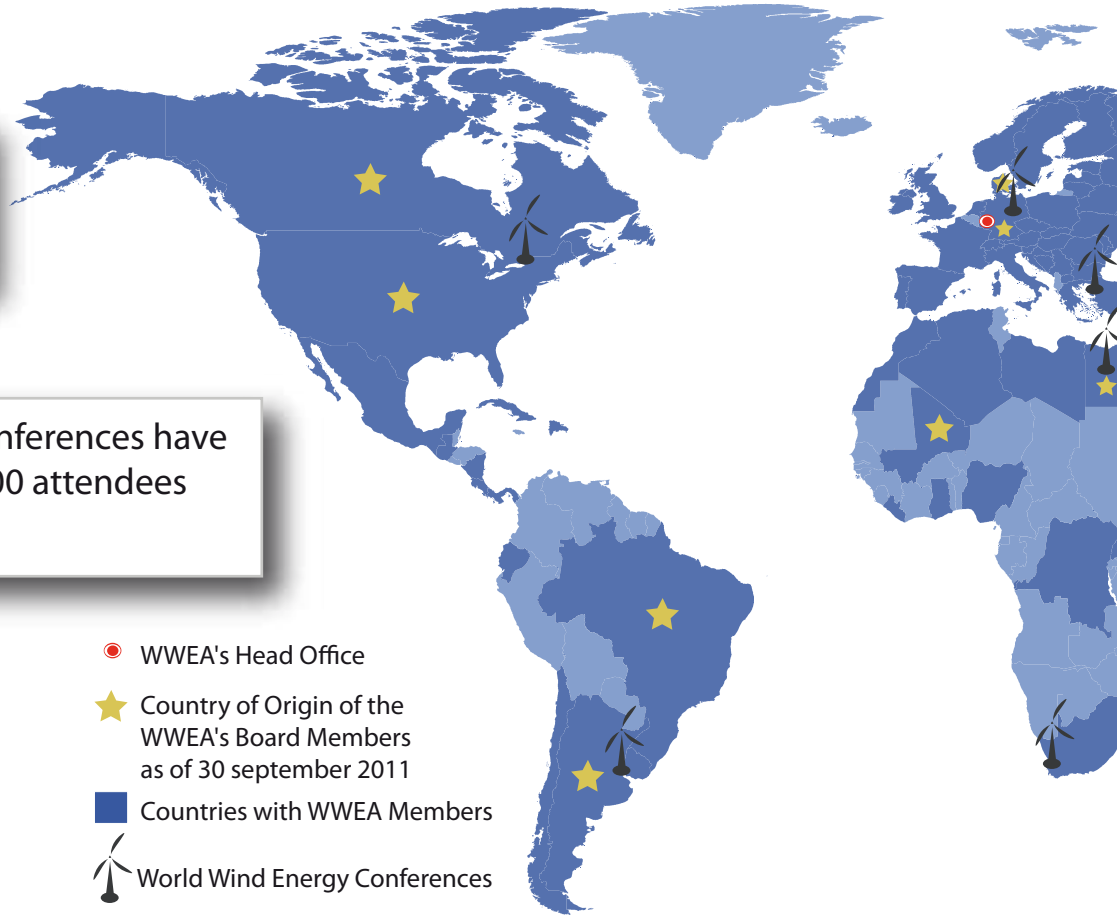 nferences have
00 attendees
WWEA's Head Office
Country of Origin of the
WWEA's Board Members
as of 30 september 2011
Countries with WWEA Members
World Wind Energy Conferences